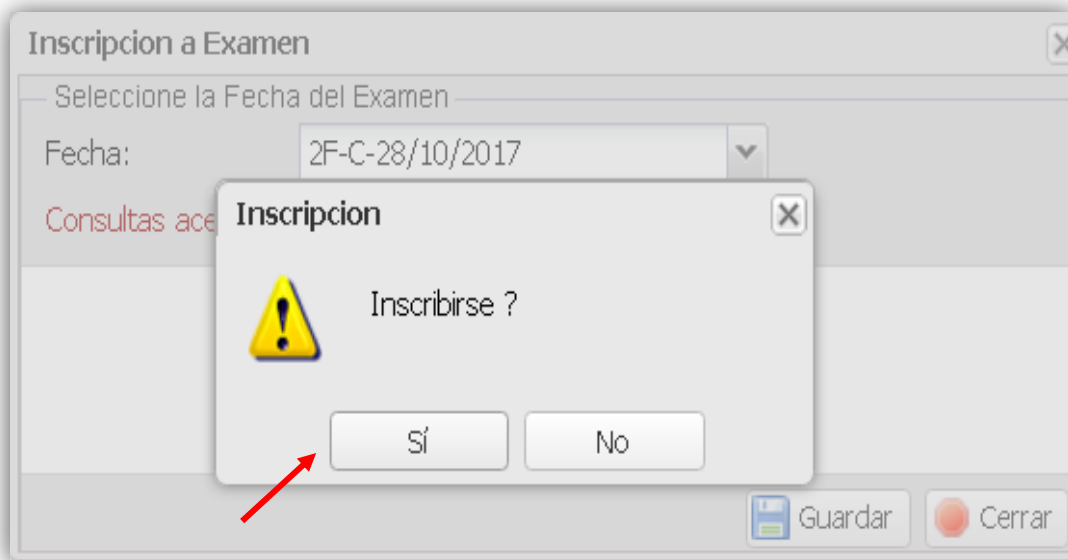 Inscripcion a Examen
Seleccione la Fecha del Examen
Fecha: 2F-C-28/10/2017
Consultas
Inscripcion
Inscribirse ?
Sí No
Guardar Cerrar